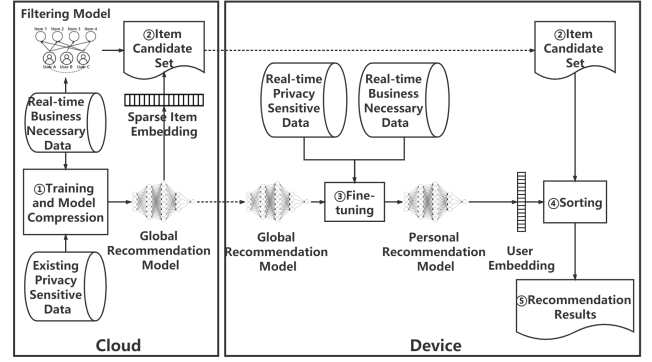 Filtering Model
Item 1 Item 2 Item 3 Item 4
User A User B User C
②Item
Candidate
Set
Real-time
Business
Necessary
Data
Sparse Item
Embedding
①Training
and Model
Compression
Global
Recommendation
Model
Existing
Privacy
Sensitive
Data
Cloud
②Item
Candidate
Set
Real-time
Privacy
Sensitive
Data
Real-time
Business
Necessary
Data
Global
Recommendation
Model
③Fine-
tuning
Personal
Recommendation
Model
User
Embedding
④Sorting
⑤Recommendation
Results
Device